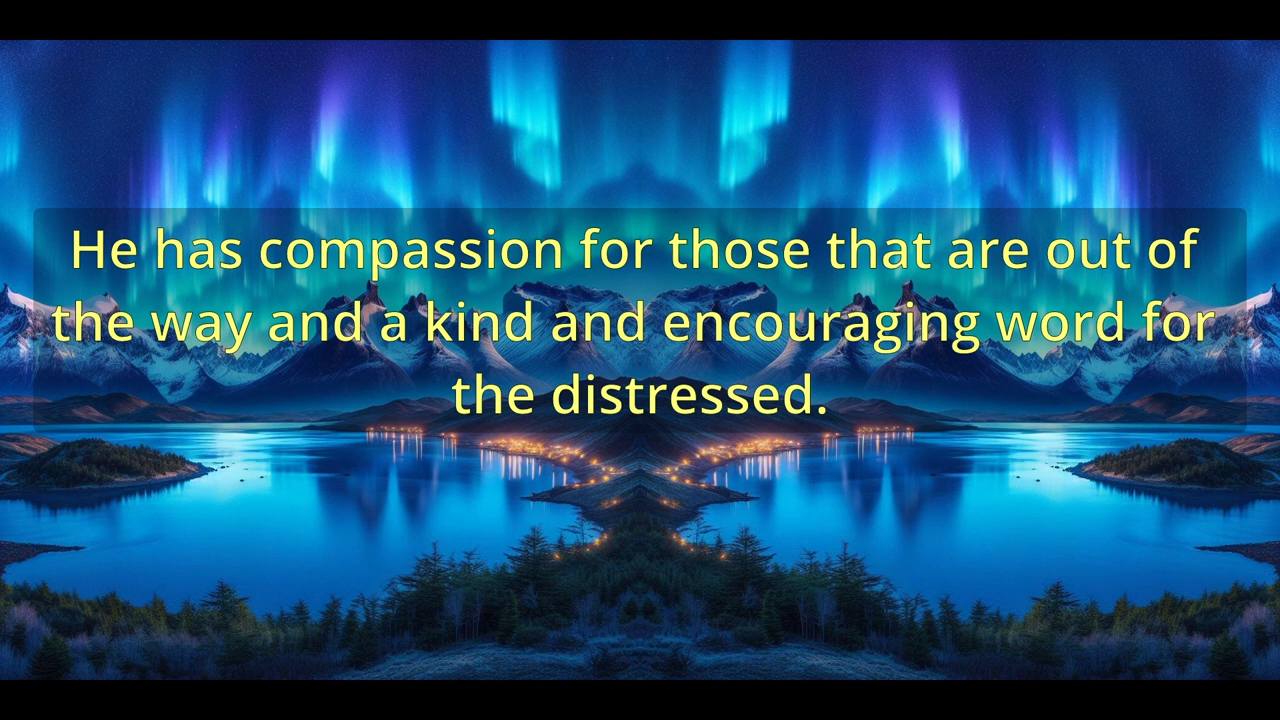 He has compassion for those that are out of
the way and a kind and encouraging word for
the distressed.